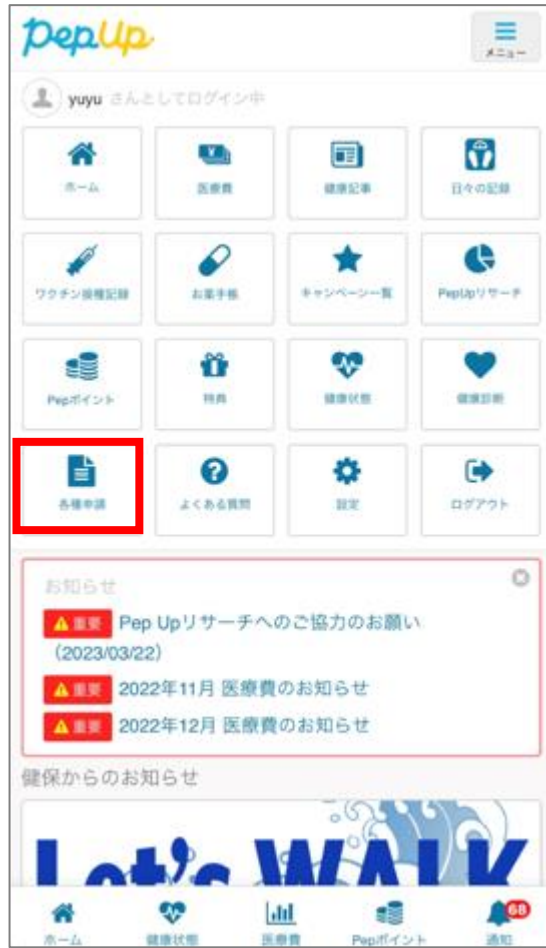 PepUp
メニュー
yuyu さんとしてログイン中
ホーム 医療費 健康記事 日々の記録
ワクチン接種記録 お薬手帳 キャンペーン一覧 PepUpリサーチ
Pepポイント 特典 健康状態 健康診断
各種申請 よくある質問 設定 ログアウト
お知らせ
重要 Pep Upリサーチへのご協力のお願い
(2023/03/22)
重要 2022年11月 医療費のお知らせ
重要 2022年12月 医療費のお知らせ
健保からのお知らせ
Let's WALK
68
ホーム 健康状態 医療費 Pepポイント 通知